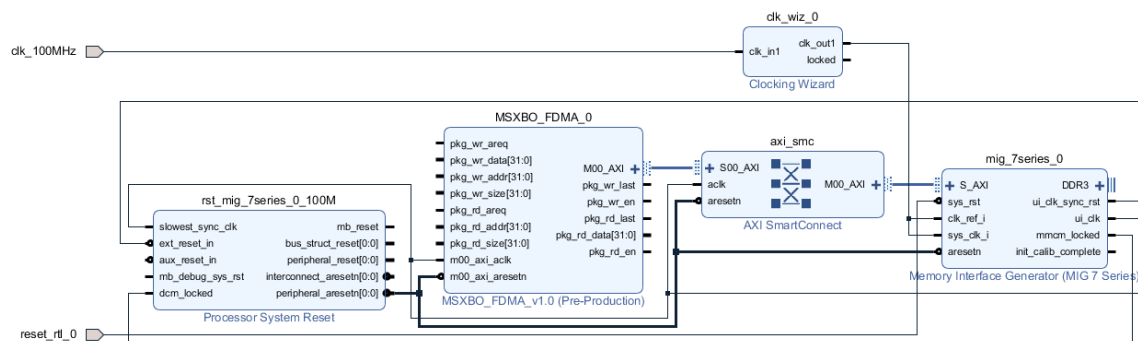 clk_wiz_0
clk_100MHz
clk_in1
clk_out1
locked
Clocking Wizard
MSXBO_FDMA_0
pkg_wr_areq
pkg_wr_data[31:0]
pkg_wr_addr[31:0]
pkg_wr_size[31:0]
pkg_rd_areq
pkg_rd_addr[31:0]
pkg_rd_size[31:0]
m00_axi_aclk
m00_axi_aresetn
M00_AXI
pkg_wr_last
pkg_wr_en
pkg_rd_last
pkg_rd_data[31:0]
pkg_rd_en
MSXBO_FDMA_v1.0 (Pre-Production)
axi_smc
S00_AXI
aclk
aresetn
M00_AXI
AXI SmartConnect
mig_7series_0
S_AXI
sys_rst
clk_ref_i
sys_clk_i
aresetn
DDR3
ui_clk_sync_rst
ui_clk
mmcm_locked
init_calib_complete
Memory Interface Generator (MIG 7 Series)
rst_mig_7series_0_100M
slowest_sync_clk
ext_reset_in
aux_reset_in
mb_debug_sys_rst
dcm_locked
mb_reset
bus_struct_reset[0:0]
peripheral_reset[0:0]
interconnect_aresetn[0:0]
peripheral_aresetn[0:0]
Processor System Reset
reset_rtl_0